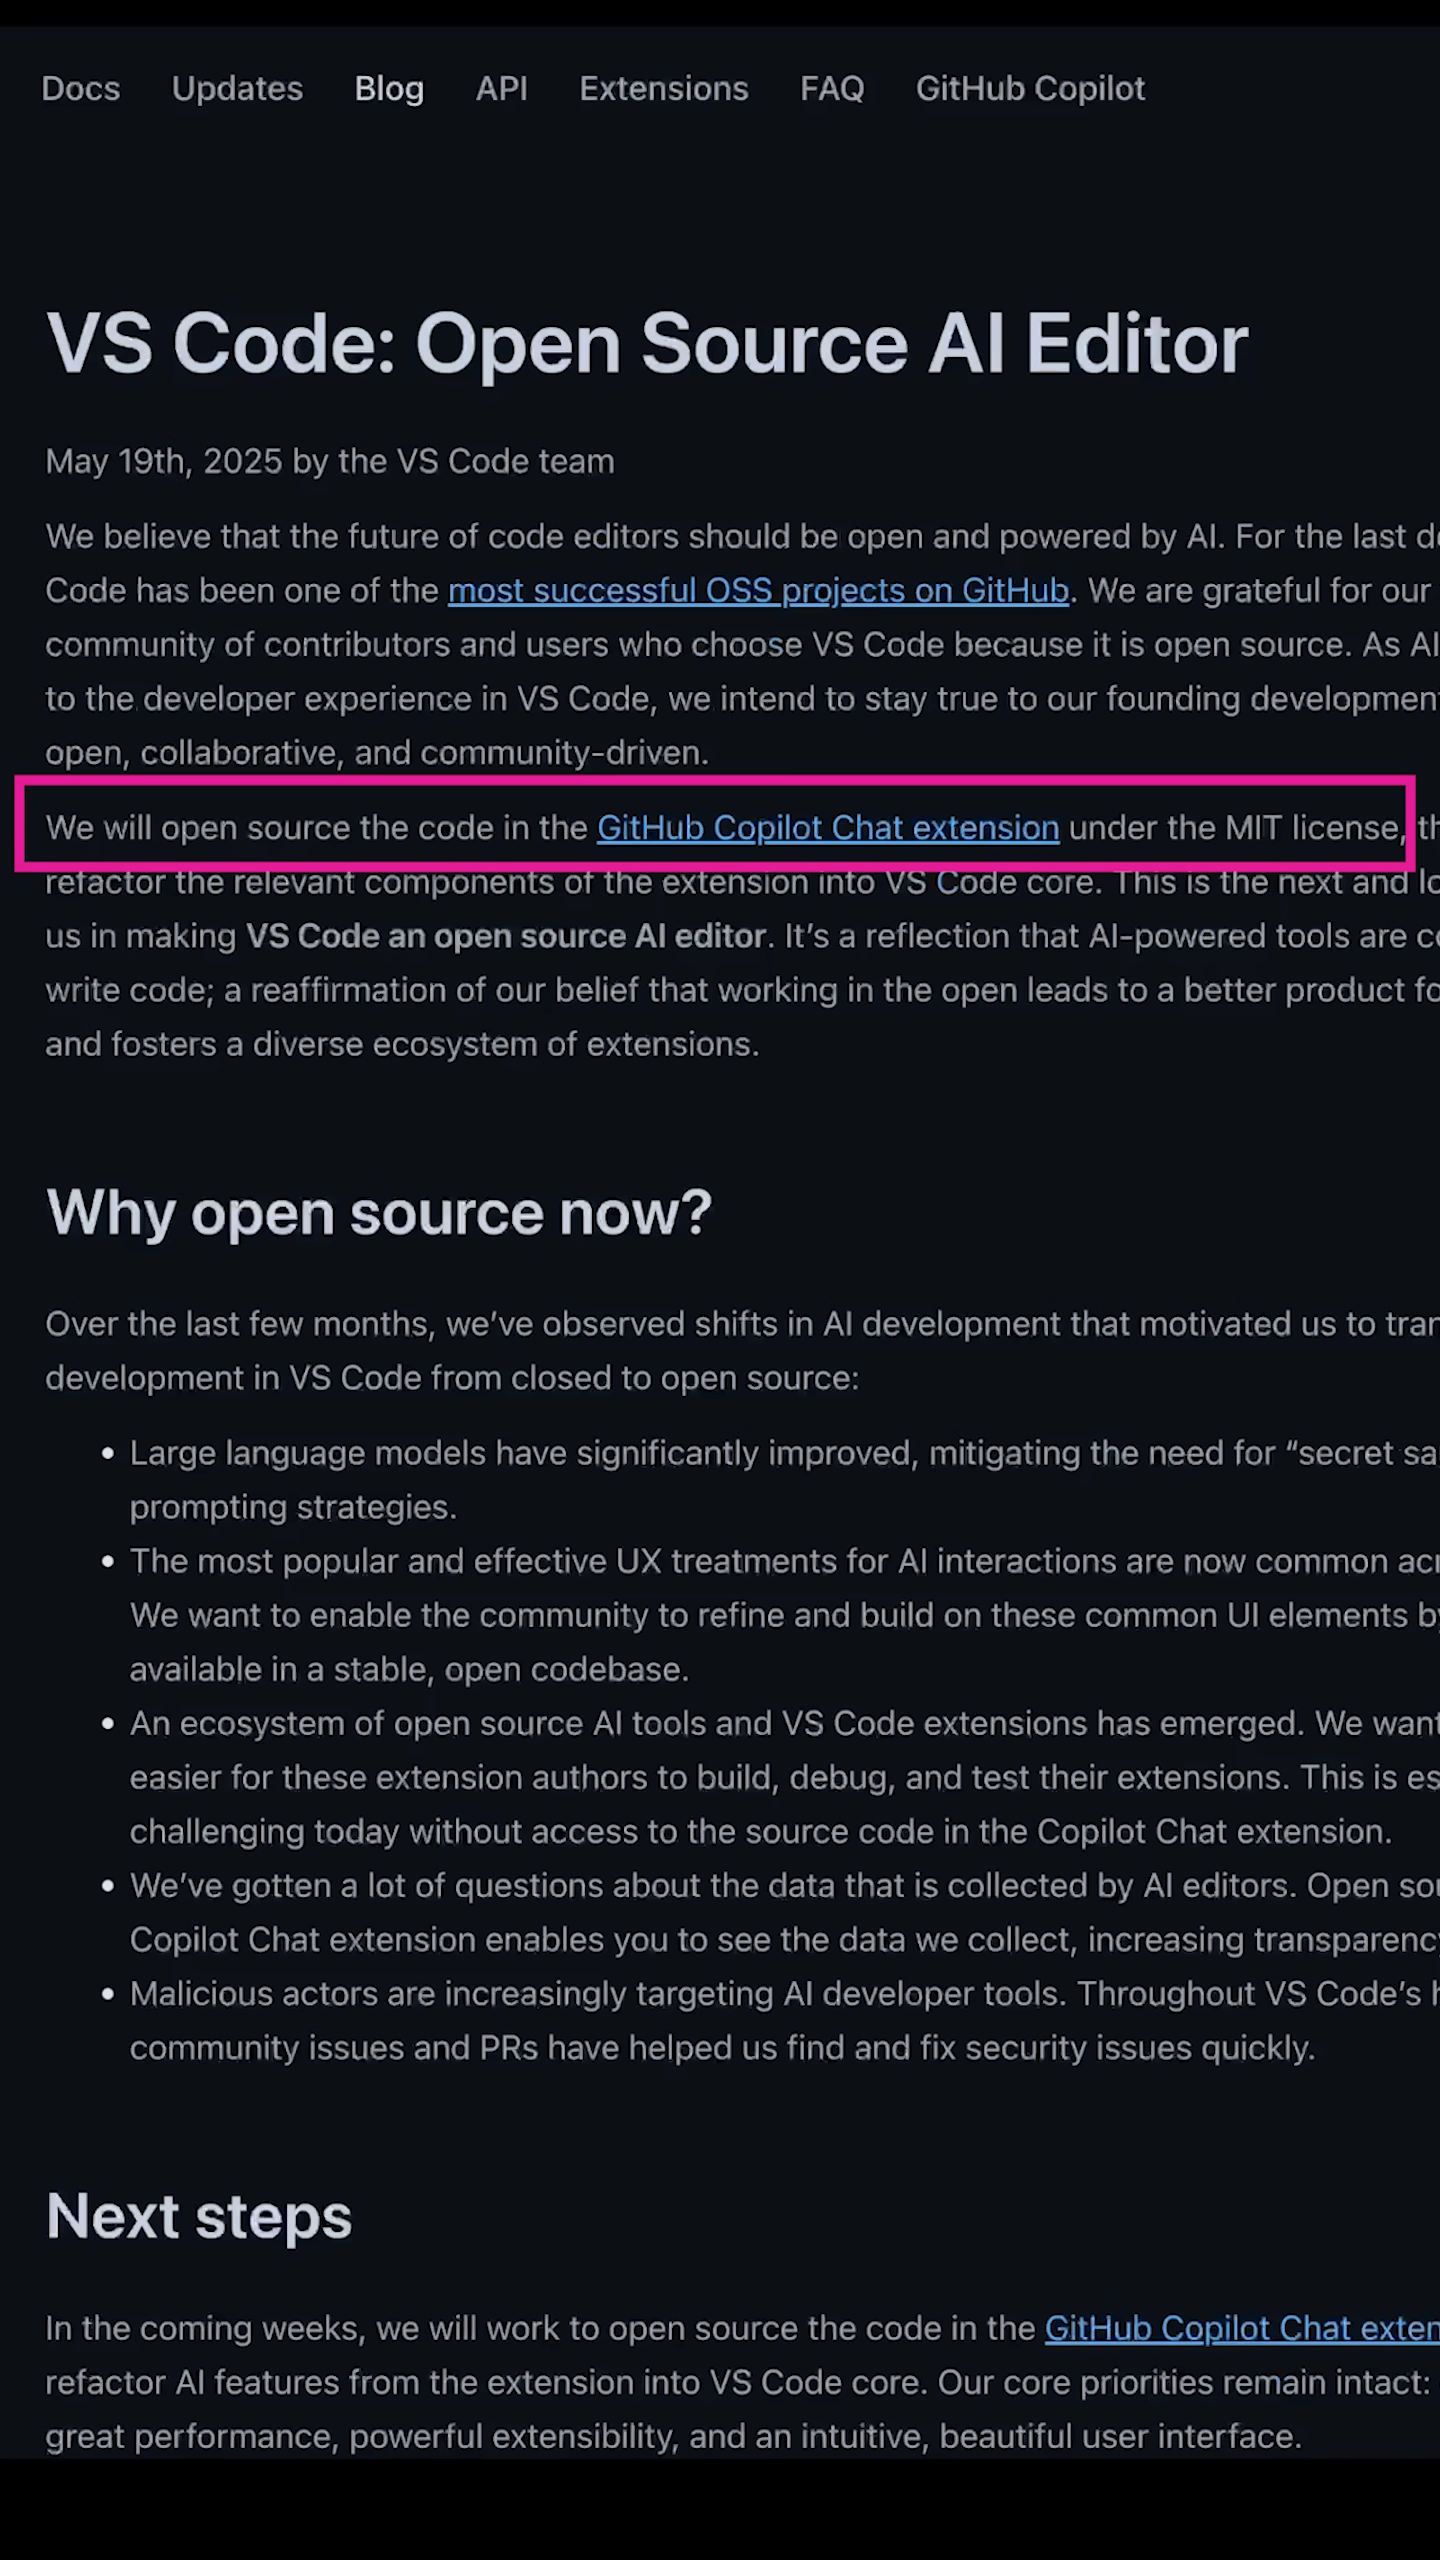 Docs Updates Blog API Extensions FAQ GitHub Copilot
VS Code: Open Source AI Editor
May 19th, 2025 by the VS Code team
We believe that the future of code editors should be open and powered by AI. For the last
Code has been one of the most successful OSS projects on GitHub. We are grateful for our
community of contributors and users who choose VS Code because it is open source. As AI
to the developer experience in VS Code, we intend to stay true to our founding development
open, collaborative, and community-driven.
We will open source the code in the GitHub Copilot Chat extension under the MIT license,
refactor the relevant components of the extension into VS Code core. This is the next and
us in making VS Code an open source AI editor. It's a reflection that AI-powered tools are
write code; a reaffirmation of our belief that working in the open leads to a better product
and fosters a diverse ecosystem of extensions.
Why open source now?
Over the last few months, we've observed shifts in AI development that motivated us to
development in VS Code from closed to open source:
• Large language models have significantly improved, mitigating the need for "secret
prompting strategies.
• The most popular and effective UX treatments for AI interactions are now common
We want to enable the community to refine and build on these common UI elements
available in a stable, open codebase.
• An ecosystem of open source AI tools and VS Code extensions has emerged. We want
easier for these extension authors to build, debug, and test their extensions. This is
challenging today without access to the source code in the Copilot Chat extension.
• We've gotten a lot of questions about the data that is collected by AI editors. Open
Copilot Chat extension enables you to see the data we collect, increasing transparency
• Malicious actors are increasingly targeting AI developer tools. Throughout VS Code's
community issues and PRs have helped us find and fix security issues quickly.
Next steps
In the coming weeks, we will work to open source the code in the GitHub Copilot Chat
refactor AI features from the extension into VS Code core. Our core priorities remain intact:
great performance, powerful extensibility, and an intuitive, beautiful user interface.